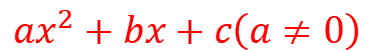 ax² + bx + c(a ≠ 0)